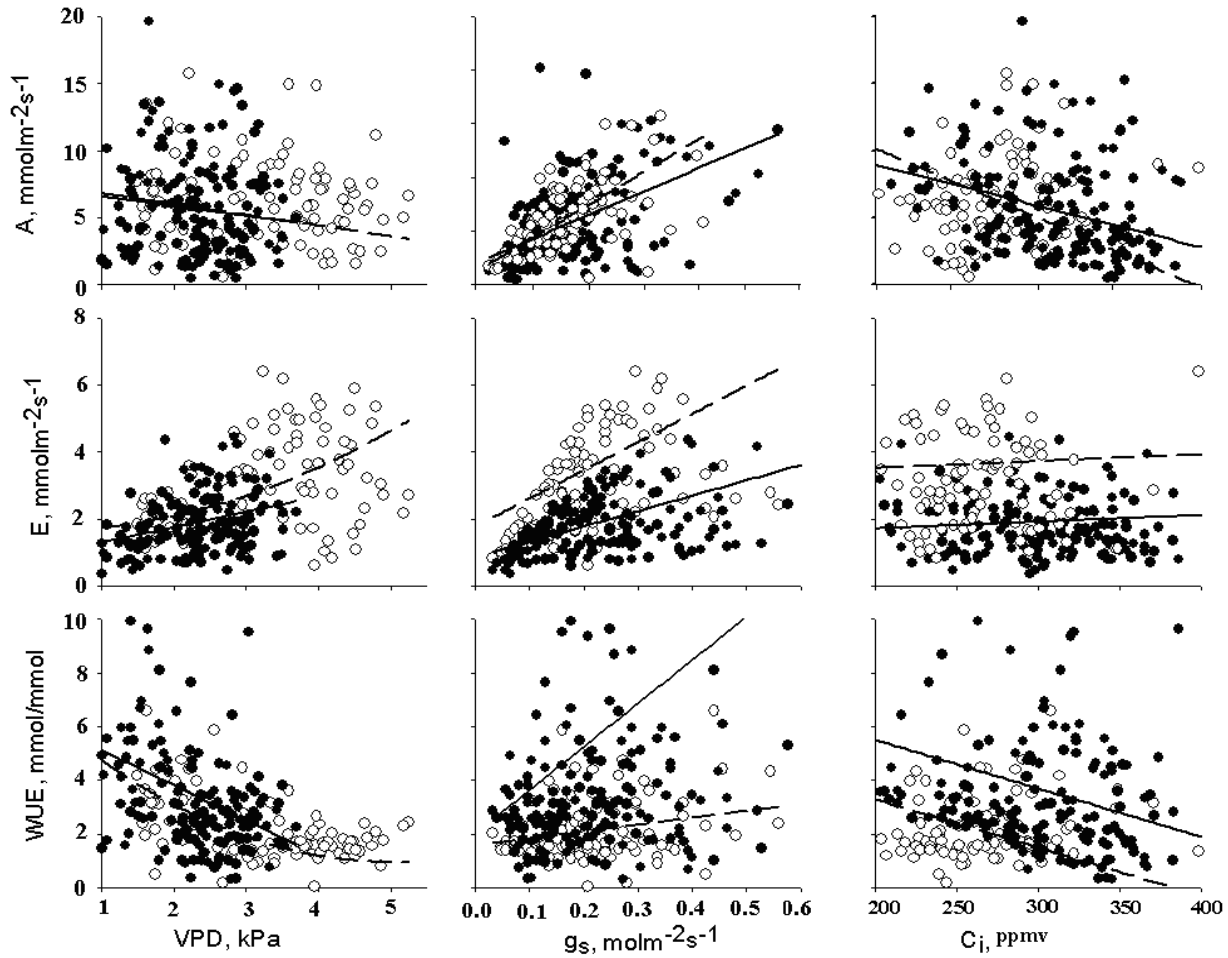 20
15
10
5
0
A, mmolm-2s-1
8
6
4
2
0
E, mmolm-2s-1
10
8
6
4
2
0
WUE, mmol/mmol
1 2 3 4 5
VPD, kPa
0.0 0.1 0.2 0.3 0.4 0.5 0.6
gs, molm-2s-1
200 250 300 350 400
Ci, ppmv